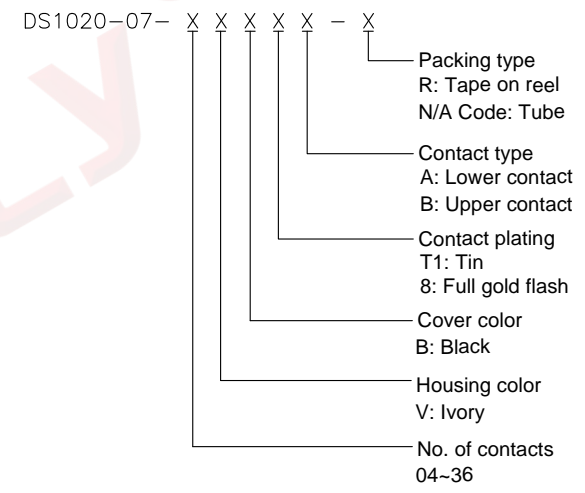 DS1020-07- X X X X X - X
Packing type
R: Tape on reel
N/A Code: Tube
Contact type
A: Lower contact
B: Upper contact
Contact plating
T1: Tin
8: Full gold flash
Cover color
B: Black
Housing color
V: Ivory
No. of contacts
04~36